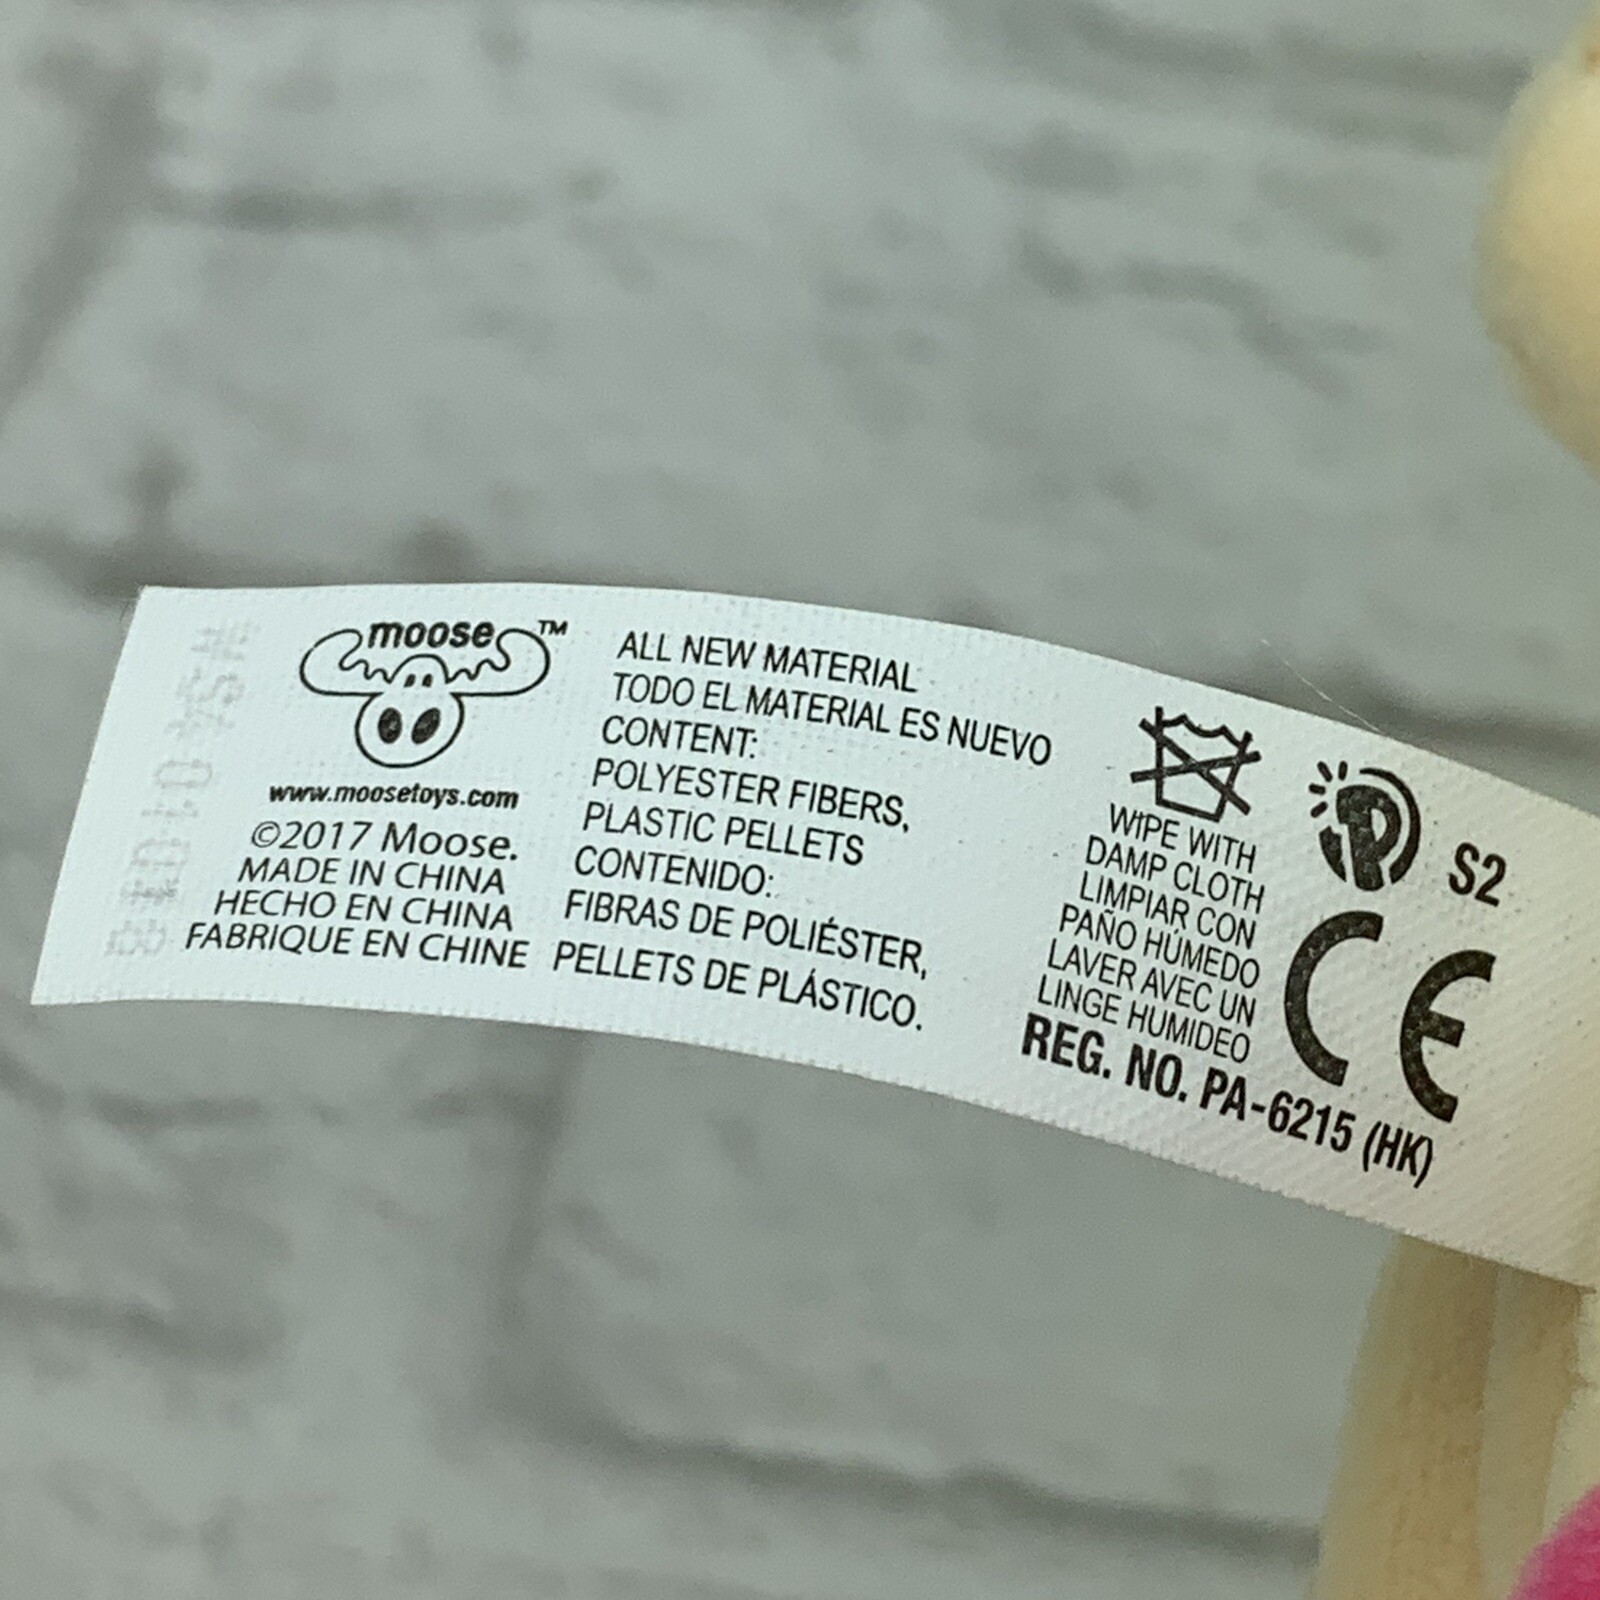 moose™
www.moosetoys.com
©2017 Moose.
MADE IN CHINA
HECHO EN CHINA
FABRIQUE EN CHINE
ALL NEW MATERIAL
TODO EL MATERIAL ES NUEVO
CONTENT:
POLYESTER FIBERS,
PLASTIC PELLETS
CONTENIDO:
FIBRAS DE POLIÉSTER,
PELLETS DE PLÁSTICO.
WIPE WITH
DAMP CLOTH
LIMPIAR CON
PAÑO HÚMEDO
LAVER AVEC UN
LINGE HUMIDEO
REG. NO. PA-6215 (HK)
P
S2
CE